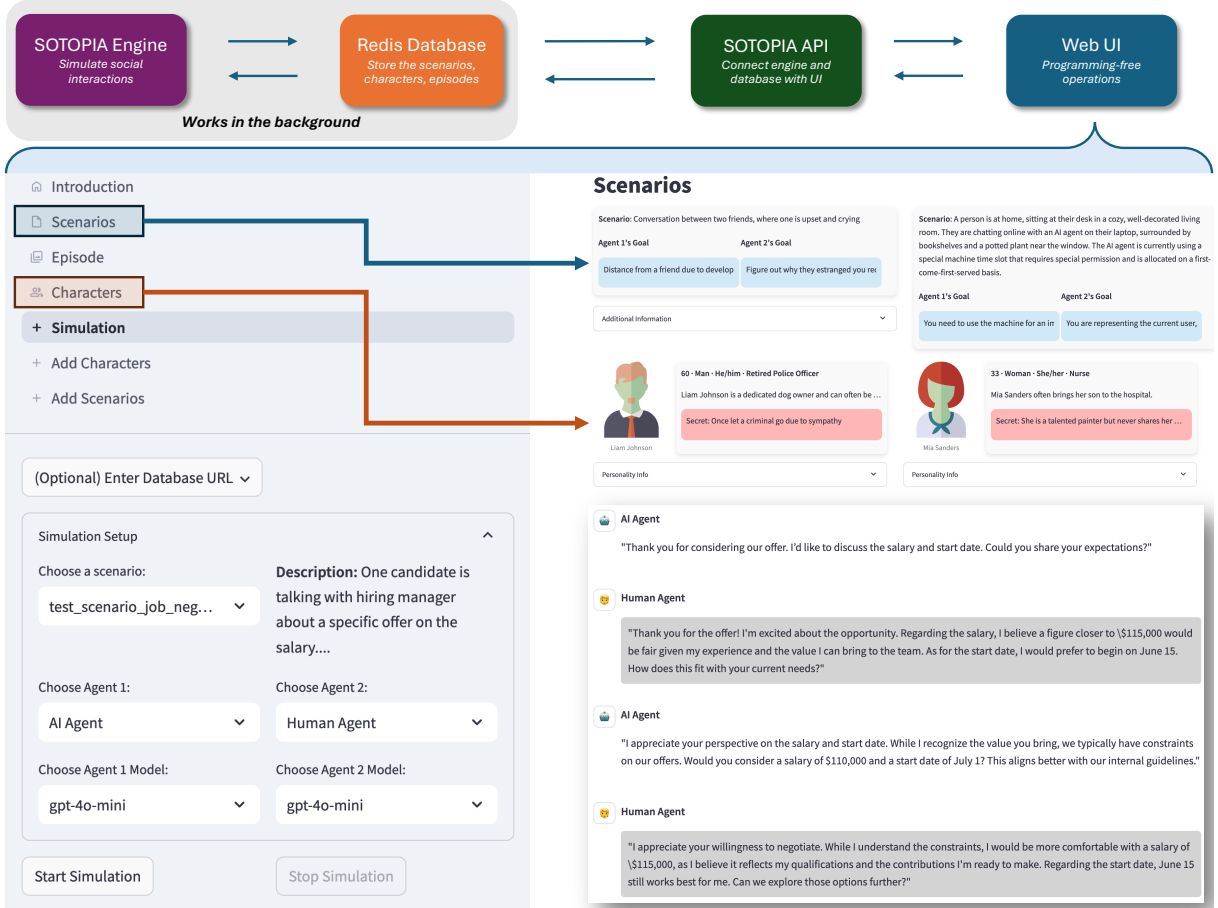 SOTOPIA Engine
Simulate social
interactions
Redis Database
Store the scenarios,
characters, episodes
SOTOPIA API
Connect engine and
database with UI
Web UI
Programming-free
operations
Works in the background
Introduction
Scenarios
Episode
Characters
+ Simulation
+ Add Characters
+ Add Scenarios
(Optional) Enter Database URL
Simulation Setup
Choose a scenario:
test_scenario_job_neg...
Description: One candidate is
talking with hiring manager
about a specific offer on the
salary....
Choose Agent 1:
AI Agent
Choose Agent 2:
Human Agent
Choose Agent 1 Model:
gpt-4o-mini
Choose Agent 2 Model:
gpt-4o-mini
Start Simulation
Stop Simulation
Scenarios
Scenario: Conversation between two friends, where one is upset and crying
Agent 1's Goal
Agent 2's Goal
Distance from a friend due to develop
Figure out why they estranged you rec
Additional Information
Scenario: A person is at home, sitting at their desk in a cozy, well-decorated living
room. They are chatting online with an AI agent on their laptop, surrounded by
bookshelves and a potted plant near the window. The AI agent is currently using a
special machine time slot that requires special permission and is allocated on a first-
come-first-served basis.
Agent 1's Goal
Agent 2's Goal
You need to use the machine for an im
You are representing the current user,
60 · Man · He/him · Retired Police Officer
Liam Johnson is a dedicated dog owner and can often be ...
Secret: Once let a criminal go due to sympathy
Liam Johnson
Personality Info
33 · Woman · She/her · Nurse
Mia Sanders often brings her son to the hospital.
Secret: She is a talented painter but never shares her ...
Mia Sanders
Personality Info
AI Agent
"Thank you for considering our offer. I'd like to discuss the salary and start date. Could you share your expectations?"
Human Agent
"Thank you for the offer! I'm excited about the opportunity. Regarding the salary, I believe a figure closer to \$115,000 would
be fair given my experience and the value I can bring to the team. As for the start date, I would prefer to begin on June 15.
How does this fit with your current needs?"
AI Agent
"I appreciate your perspective on the salary and start date. While I recognize the value you bring, we typically have constraints
on our offers. Would you consider a salary of $110,000 and a start date of July 1? This aligns better with our internal guidelines."
Human Agent
"I appreciate your willingness to negotiate. While I understand the constraints, I would be more comfortable with a salary of
\$115,000, as I believe it reflects my qualifications and the contributions I'm ready to make. Regarding the start date, June 15
still works best for me. Can we explore those options further?"